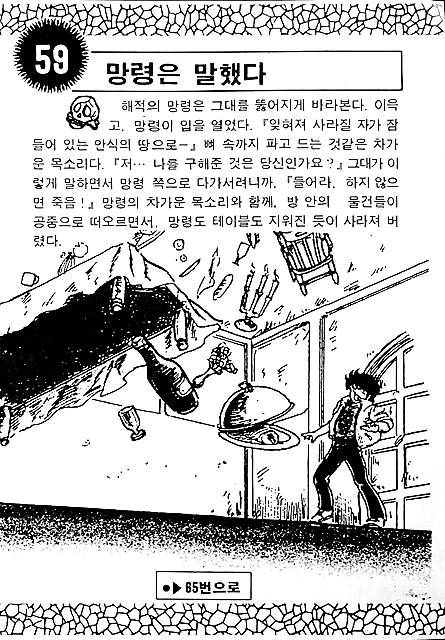 59
망령은 말했다
해적의 망령은 그대를 뚫어지게 바라본다. 이윽
고, 망령이 입을 열었다. 『잊혀져 사라질 자가 잠
들어 있는 안식의 땅으로—』 뼈 속까지 파고 드는 것같은 차가
운 목소리다. 『저… 나를 구해준 것은 당신인가요?』 그대가 이
렇게 말하면서 망령 쪽으로 다가서려니까, 『들어라. 하지 않으
면 죽음!』 망령의 차가운 목소리와 함께, 방 안의 물건들이
공중으로 떠오르면서, 망령도 테이블도 지워진 듯이 사라져 버
렸다.
●▶ 65번으로